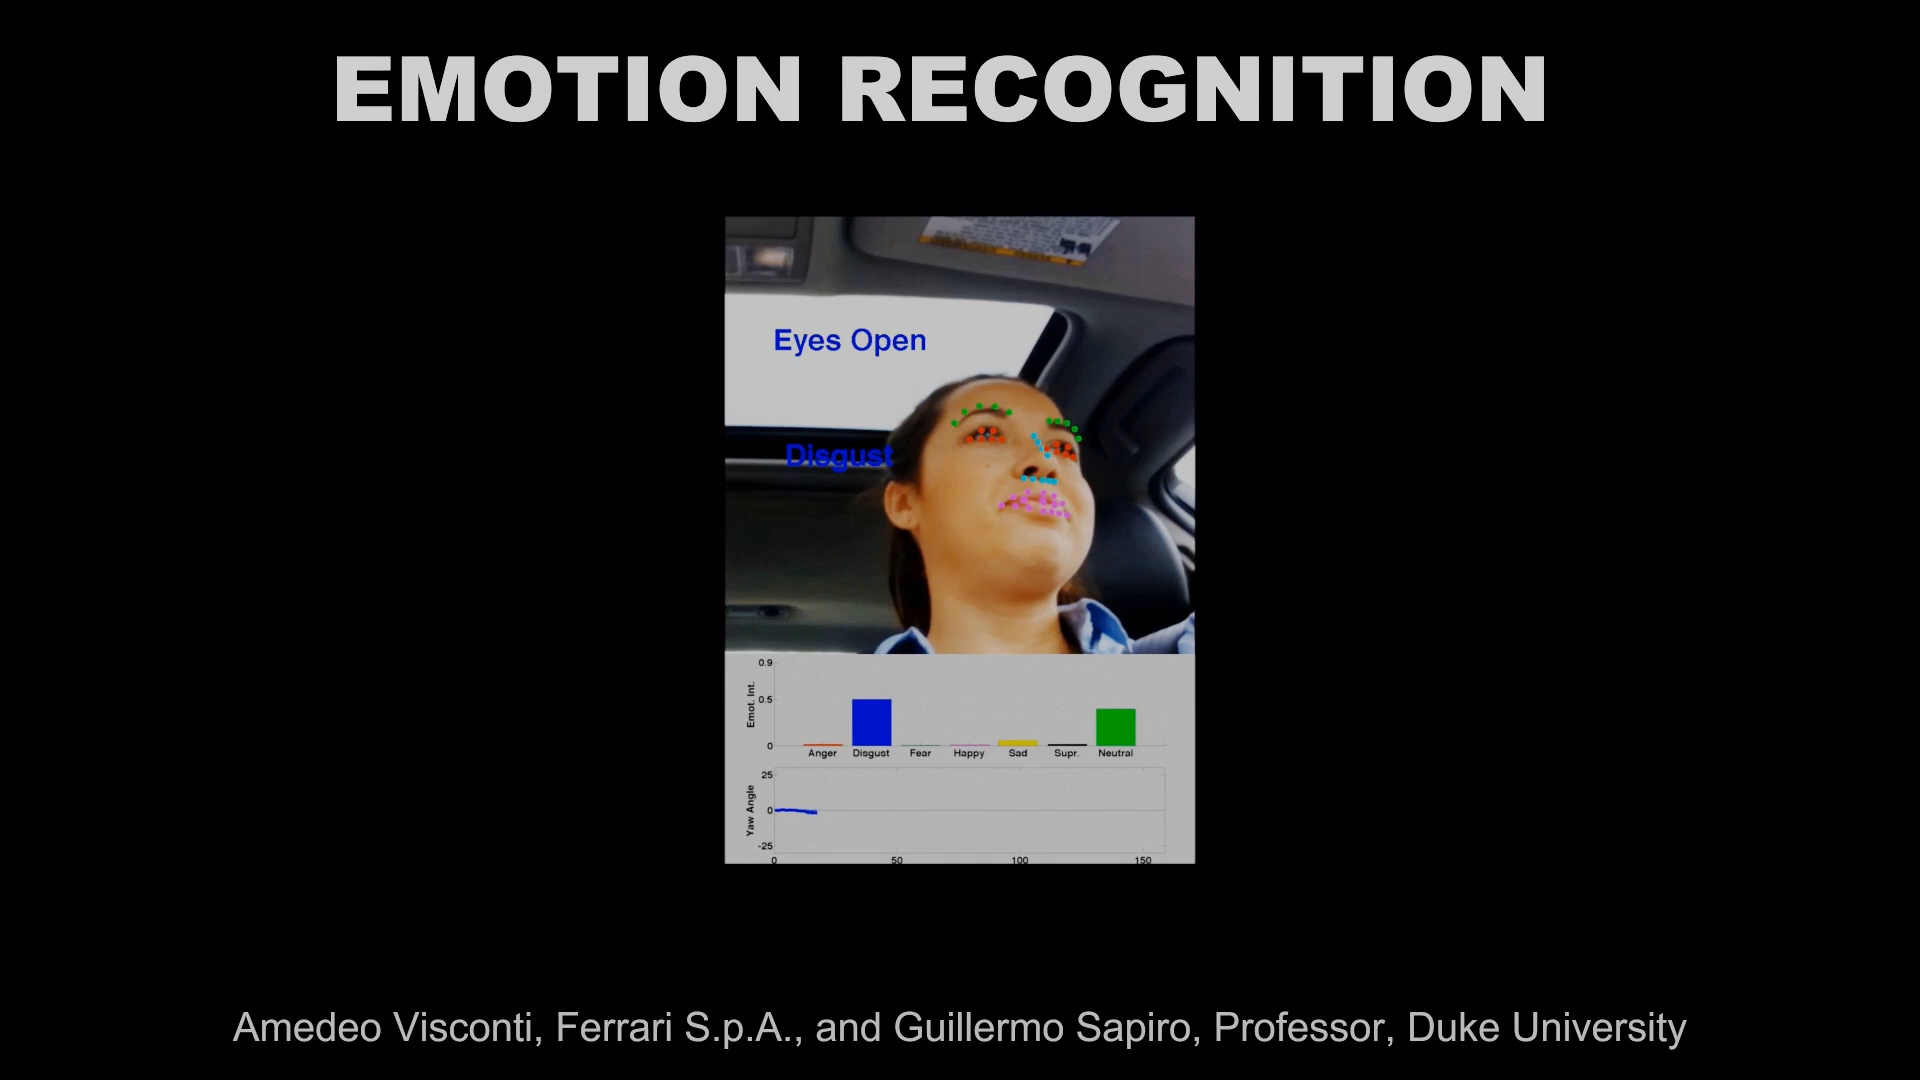 EMOTION RECOGNITION
Eyes Open
Disgust
0.9
0.5
0
Emot. Int.
Anger Disgust Fear Happy Sad Supr. Neutral
25
0
-25
Yaw Angle
0 50 100 150
Amedeo Visconti, Ferrari S.p.A., and Guillermo Sapiro, Professor, Duke University